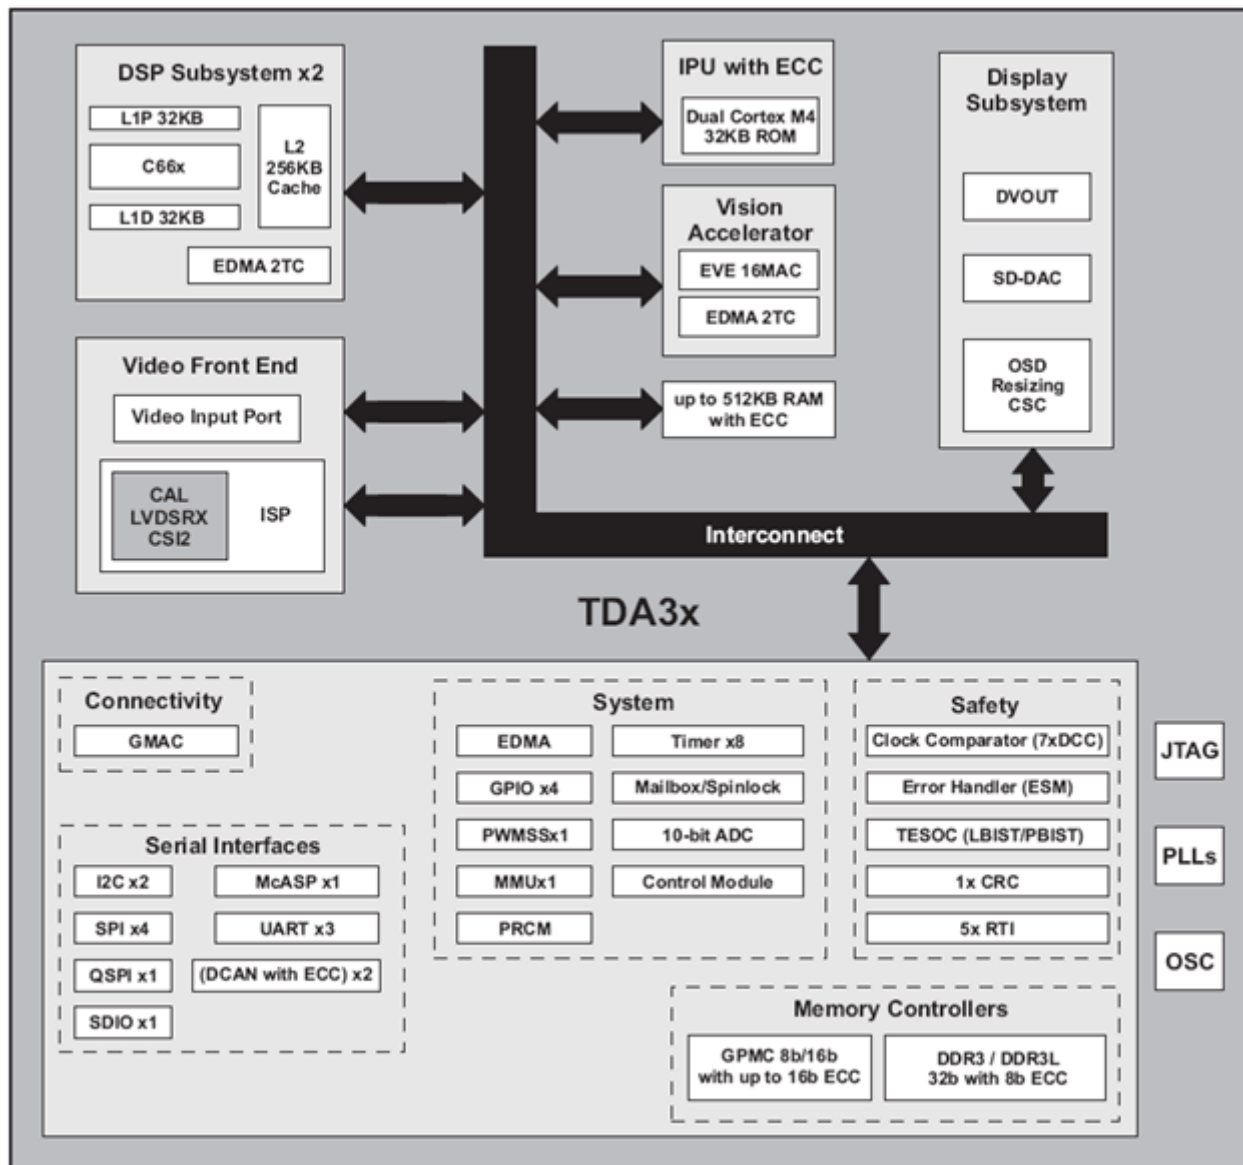 DSP Subsystem x2
L1P 32KB
C66x
L1D 32KB
L2
256KB
Cache
EDMA 2TC
Video Front End
Video Input Port
CAL
LVDSRX
CSI2
ISP
IPU with ECC
Dual Cortex M4
32KB ROM
Vision
Accelerator
EVE 16MAC
EDMA 2TC
up to 512KB RAM
with ECC
Display
Subsystem
DVOUT
SD-DAC
OSD
Resizing
CSC
Interconnect
TDA3x
Connectivity
GMAC
Serial Interfaces
I2C x2
McASP x1
SPI x4
UART x3
QSPI x1
(DCAN with ECC) x2
SDIO x1
System
EDMA
Timer x8
GPIO x4
Mailbox/Spinlock
PWMSSx1
10-bit ADC
MMUx1
Control Module
PRCM
Safety
Clock Comparator (7xDCC)
Error Handler (ESM)
TESOC (LBIST/PBIST)
1x CRC
5x RTI
Memory Controllers
GPMC 8b/16b
with up to 16b ECC
DDR3 / DDR3L
32b with 8b ECC
JTAG
PLLs
OSC